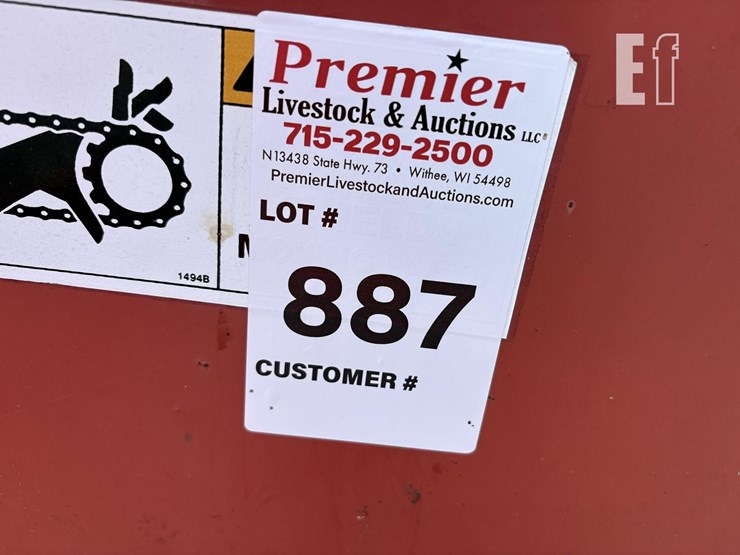 Ef
Premier
Livestock & Auctions LLC
715-229-2500
N13438 State Hwy. 73 • Withee, WI 54498
PremierLivestockandAuctions.com
LOT #
887
CUSTOMER #
1494B